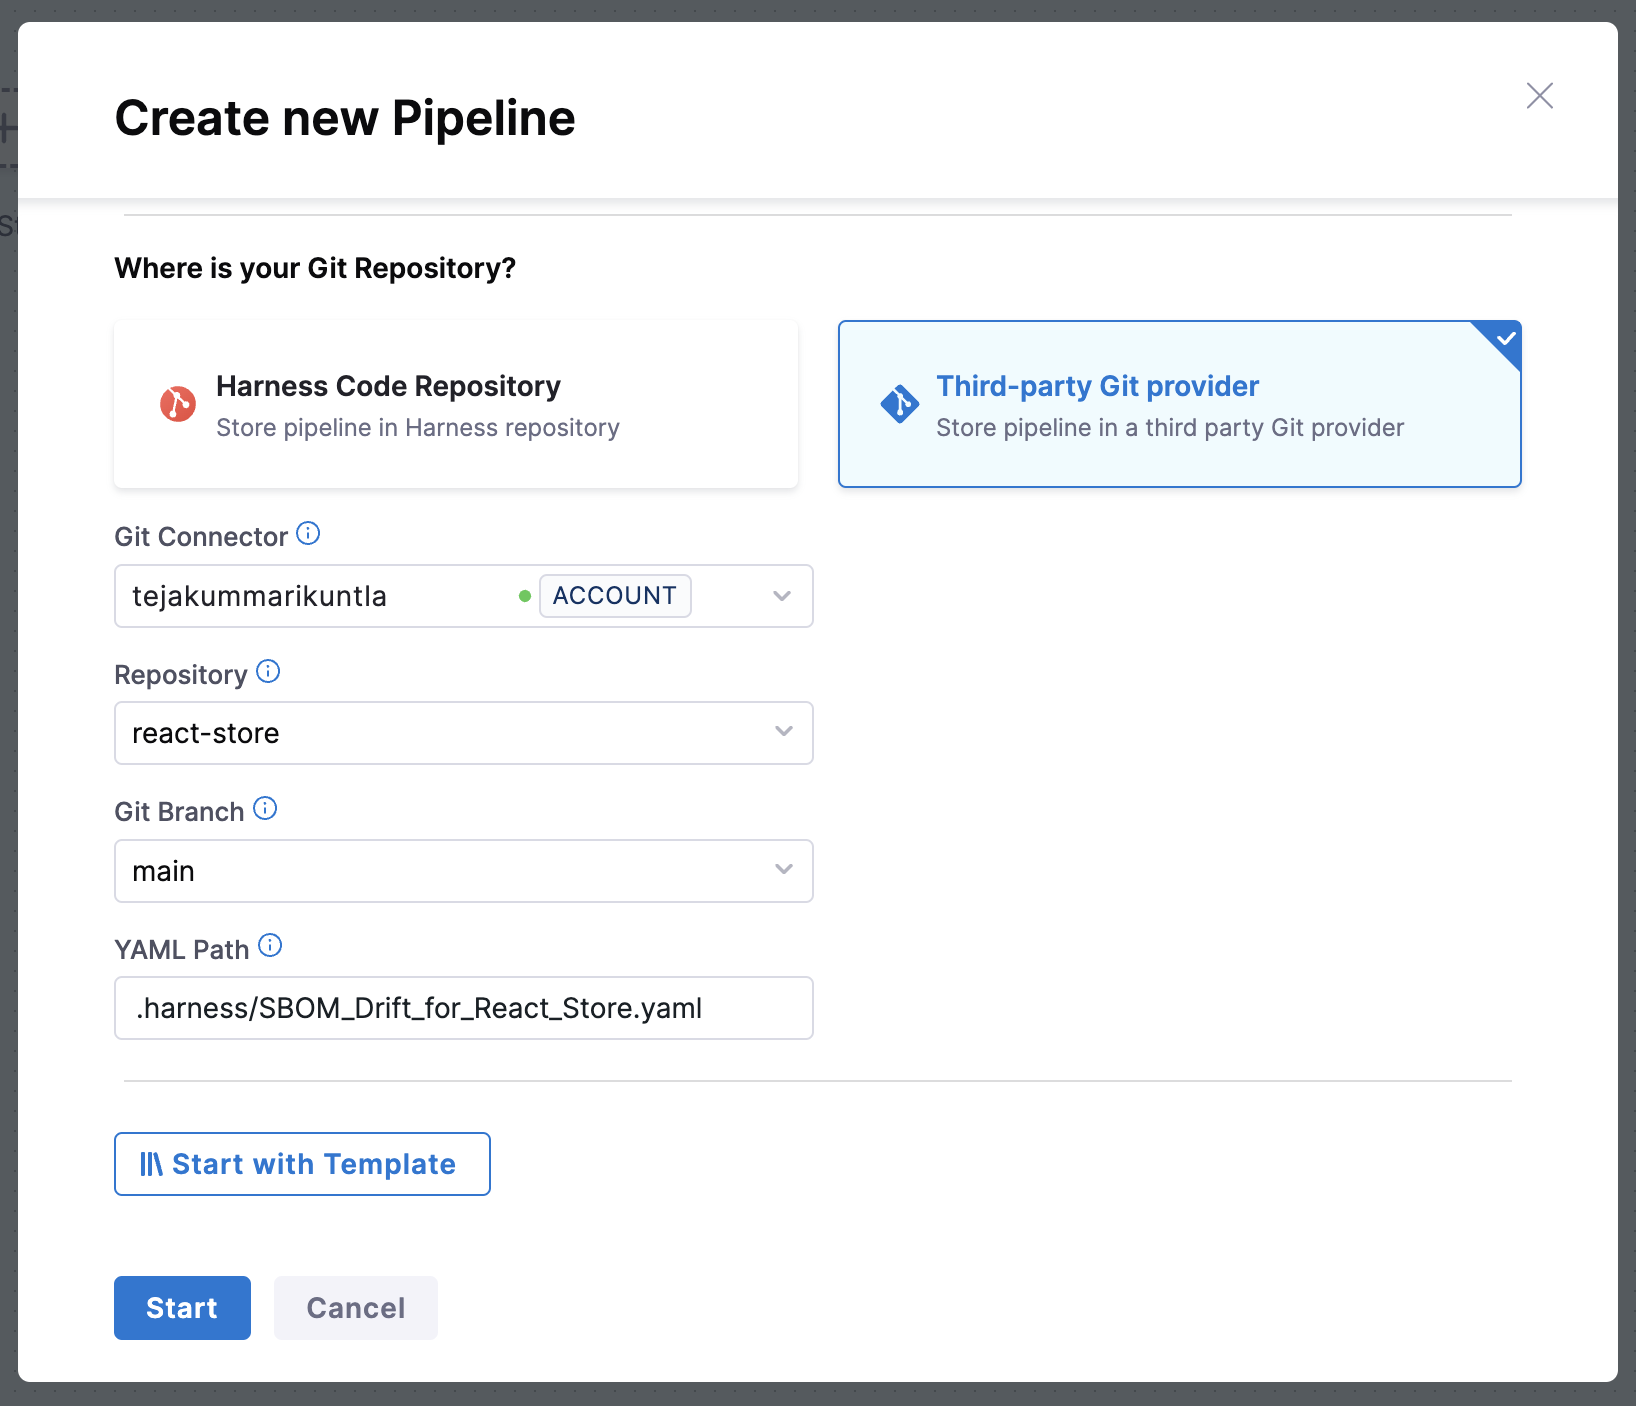 Create new Pipeline
St
Where is your Git Repository?
Harness Code Repository
Store pipeline in Harness repository
Third-party Git provider
Store pipeline in a third party Git provider
Git Connector
tejakummarikuntla
ACCOUNT
Repository
react-store
Git Branch
main
YAML Path
.harness/SBOM_Drift_for_React_Store.yaml
Start with Template
Start
Cancel